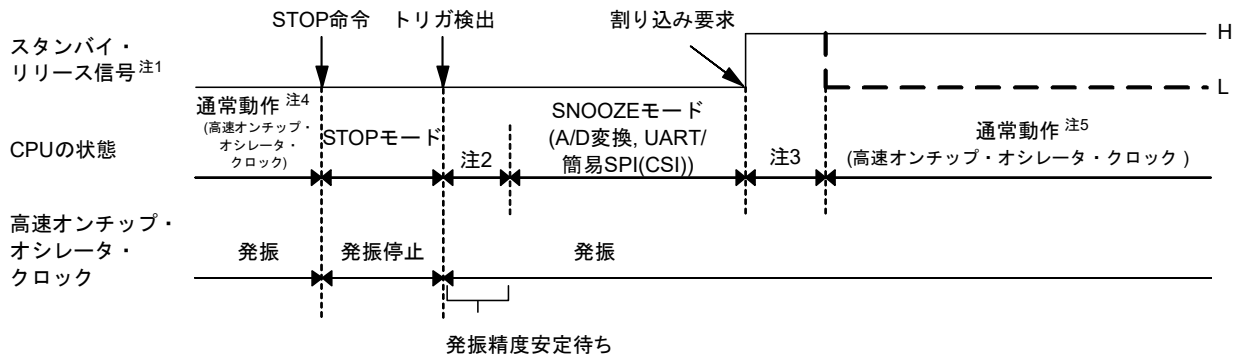 STOP命令 トリガ検出 割り込み要求
スタンバイ・
リリース信号 注1
H
L
通常動作 注4
(高速オンチップ・
オシレータ・
クロック)
STOPモード
注2
SNOOZEモード
(A/D変換, UART/
簡易SPI(CSI))
注3
通常動作 注5
(高速オンチップ・オシレータ・クロック )
CPUの状態
高速オンチップ・
オシレータ・
クロック
発振 発振停止 発振
発振精度安定待ち